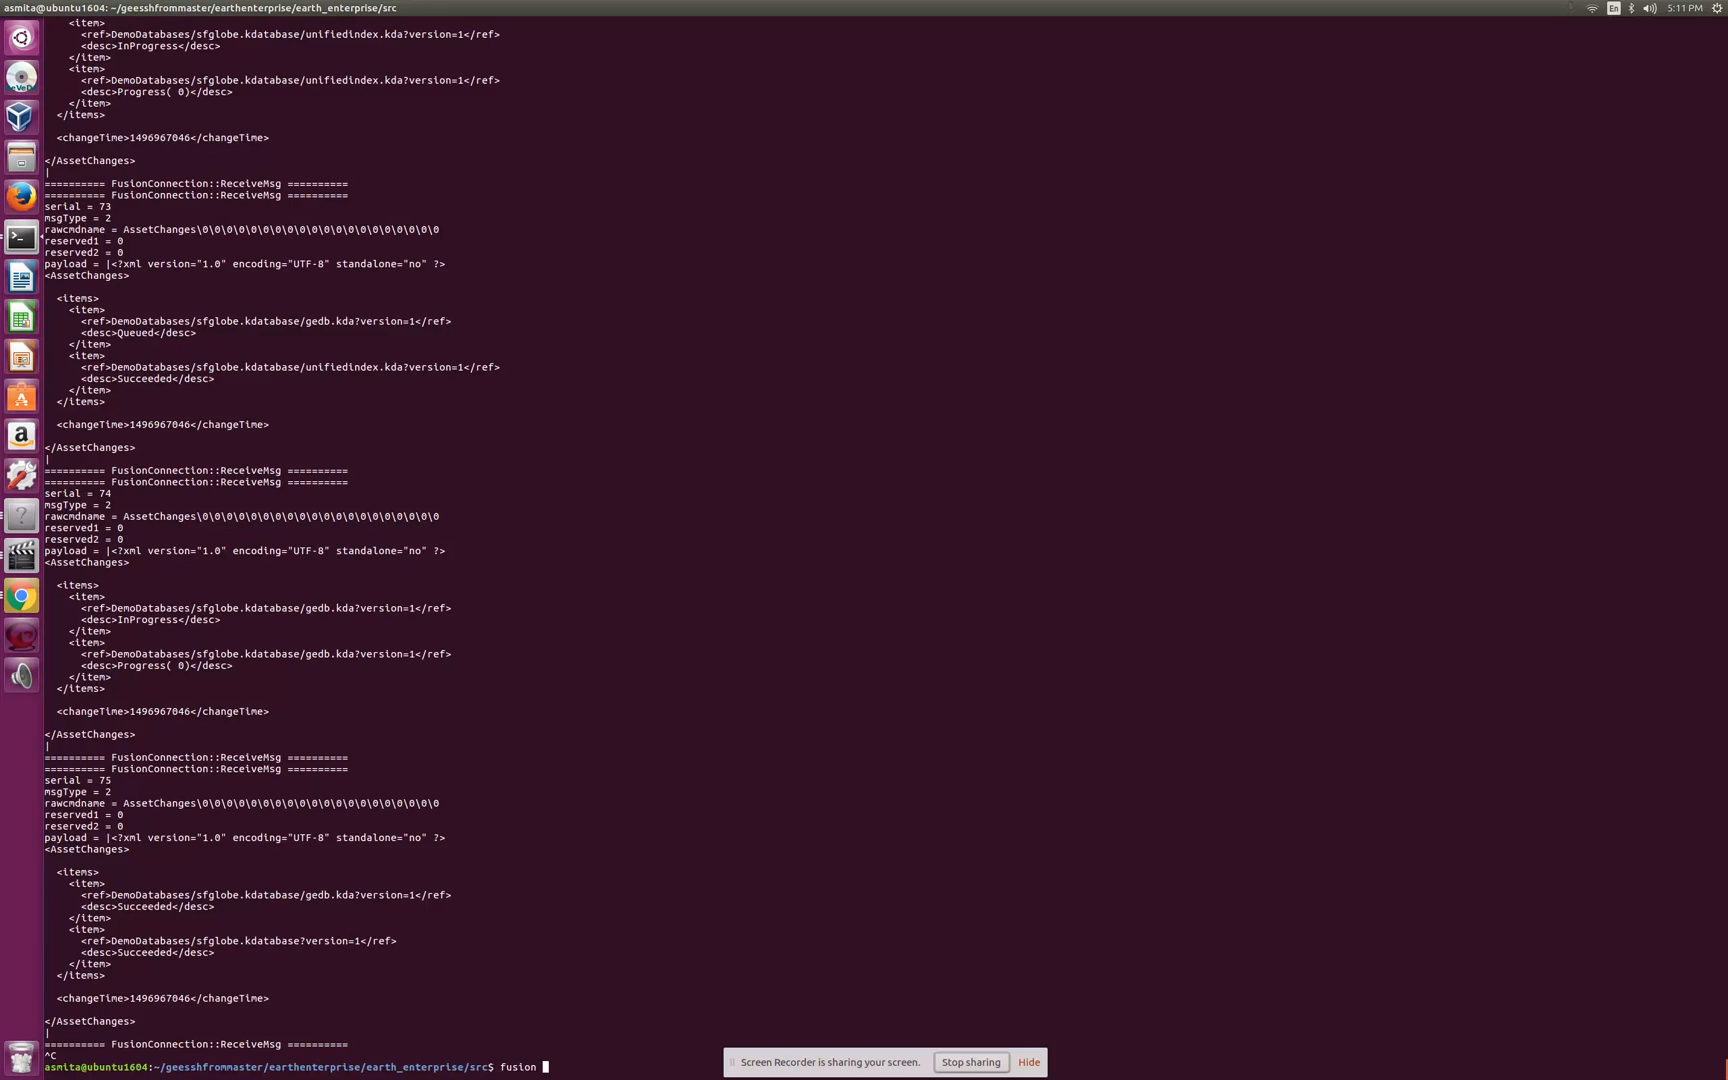 asmita@ubuntu1604: ~/geesshfrommaster/earthenterprise/earth_enterprise/src
En
5:11 PM
<item>
<ref>DemoDatabases/sfglobe.kdatabase/unifiedindex.kda?version=1</ref>
<desc>InProgress</desc>
</item>
<item>
<ref>DemoDatabases/sfglobe.kdatabase/unifiedindex.kda?version=1</ref>
<desc>Progress( 0)</desc>
</item>
</items>
<changeTime>1496967046</changeTime>
</AssetChanges>
|
========== FusionConnection::ReceiveMsg ==========
========== FusionConnection::ReceiveMsg ==========
serial = 73
msgType = 2
rawcmdname = AssetChanges\0\0\0\0\0\0\0\0\0\0\0\0\0\0\0\0\0\0\0\0
reserved1 = 0
reserved2 = 0
payload = |<?xml version="1.0" encoding="UTF-8" standalone="no" ?>
<AssetChanges>
<items>
<item>
<ref>DemoDatabases/sfglobe.kdatabase/gedb.kda?version=1</ref>
<desc>Queued</desc>
</item>
<item>
<ref>DemoDatabases/sfglobe.kdatabase/unifiedindex.kda?version=1</ref>
<desc>Succeeded</desc>
</item>
</items>
<changeTime>1496967046</changeTime>
</AssetChanges>
|
========== FusionConnection::ReceiveMsg ==========
========== FusionConnection::ReceiveMsg ==========
serial = 74
msgType = 2
rawcmdname = AssetChanges\0\0\0\0\0\0\0\0\0\0\0\0\0\0\0\0\0\0\0\0
reserved1 = 0
reserved2 = 0
payload = |<?xml version="1.0" encoding="UTF-8" standalone="no" ?>
<AssetChanges>
<items>
<item>
<ref>DemoDatabases/sfglobe.kdatabase/gedb.kda?version=1</ref>
<desc>InProgress</desc>
</item>
<item>
<ref>DemoDatabases/sfglobe.kdatabase/gedb.kda?version=1</ref>
<desc>Progress( 0)</desc>
</item>
</items>
<changeTime>1496967046</changeTime>
</AssetChanges>
|
========== FusionConnection::ReceiveMsg ==========
========== FusionConnection::ReceiveMsg ==========
serial = 75
msgType = 2
rawcmdname = AssetChanges\0\0\0\0\0\0\0\0\0\0\0\0\0\0\0\0\0\0\0\0
reserved1 = 0
reserved2 = 0
payload = |<?xml version="1.0" encoding="UTF-8" standalone="no" ?>
<AssetChanges>
<items>
<item>
<ref>DemoDatabases/sfglobe.kdatabase/gedb.kda?version=1</ref>
<desc>Succeeded</desc>
</item>
<item>
<ref>DemoDatabases/sfglobe.kdatabase?version=1</ref>
<desc>Succeeded</desc>
</item>
</items>
<changeTime>1496967046</changeTime>
</AssetChanges>
|
========== FusionConnection::ReceiveMsg ==========
^C
asmita@ubuntu1604:~/geesshfrommaster/earthenterprise/earth_enterprise/src$ fusion
Screen Recorder is sharing your screen.
Stop sharing
Hide